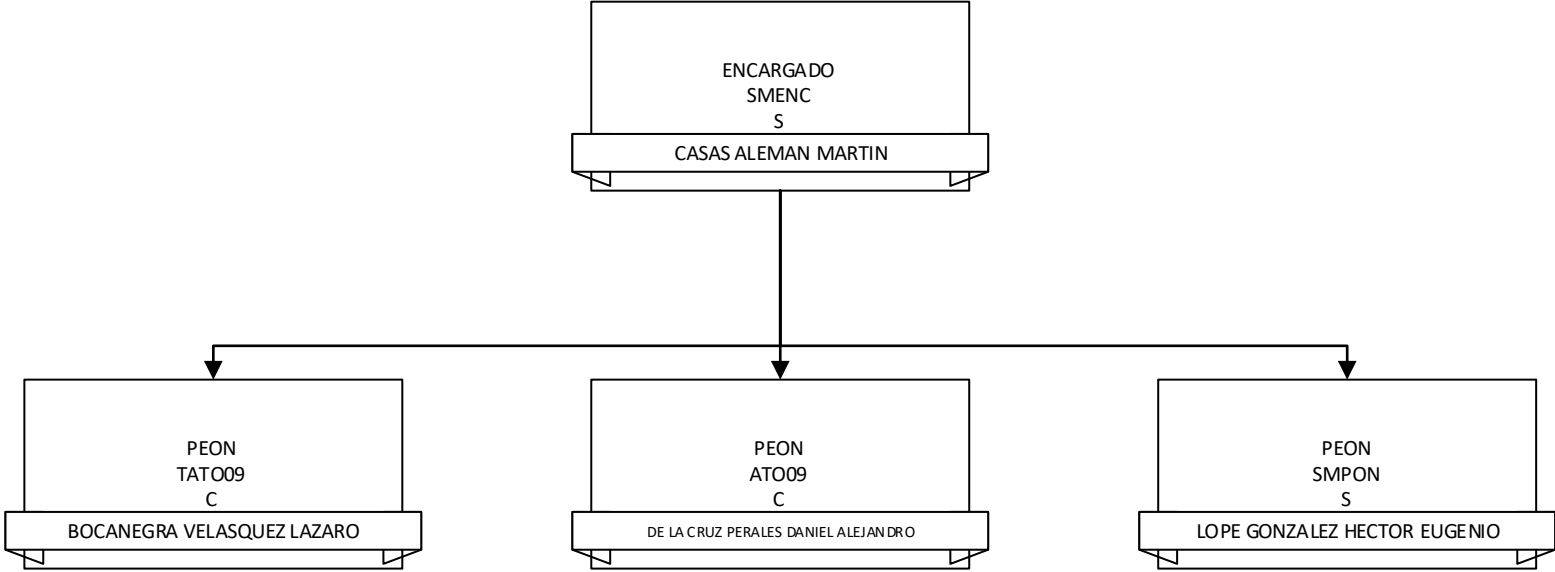 ENCARGADO
SMENC
S
CASAS ALEMAN MARTIN
PEON
TATO09
C
BOCANEGRA VELASQUEZ LAZARO
PEON
ATO09
C
DE LA CRUZ PERALES DANIEL ALEJANDRO
PEON
SMPON
S
LOPE GONZALEZ HECTOR EUGENIO